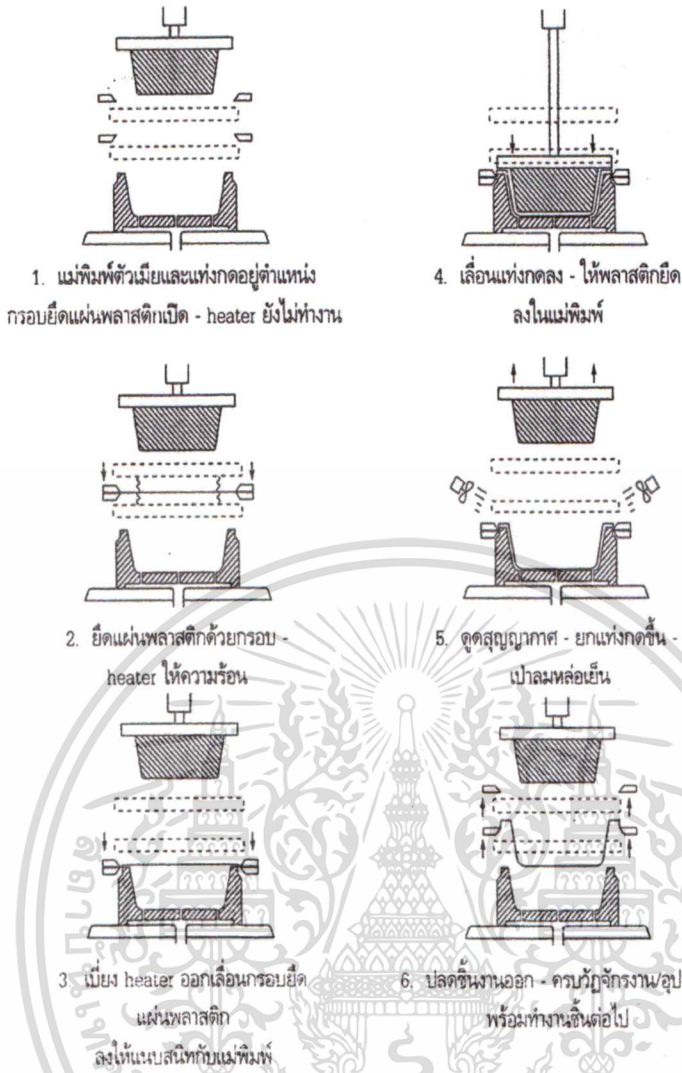 1. แม่พิมพ์ตัวเมียและแท่งกดอยู่ตำแหน่ง
กรอบยึดแผ่นพลาสติกเปิด - heater ยังไม่ทำงาน
2. ยึดแผ่นพลาสติกด้วยกรอบ -
heater ให้ความร้อน
3. เบี่ยง heater ออกเลื่อนกรอบยึด
แผ่นพลาสติก
ลงให้แนบสนิทกับแม่พิมพ์
4. เลื่อนแท่งกดลง - ให้พลาสติกยืด
ลงในแม่พิมพ์
5. ดูดสุญญากาศ - ยกแท่งกดขึ้น -
เป่าลมหล่อเย็น
6. ปลดชิ้นงานออก - ครบวัฏจักรงาน/อุป
พร้อมทำงานชิ้นต่อไป